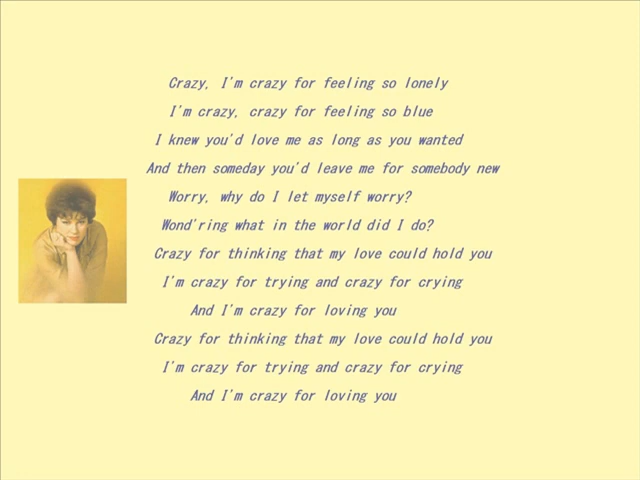 Crazy, I'm crazy for feeling so lonely
I'm crazy, crazy for feeling so blue
I knew you'd love me as long as you wanted
And then someday you'd leave me for somebody new
Worry, why do I let myself worry?
Wond'ring what in the world did I do?
Crazy for thinking that my love could hold you
I'm crazy for trying and crazy for crying
And I'm crazy for loving you
Crazy for thinking that my love could hold you
I'm crazy for trying and crazy for crying
And I'm crazy for loving you